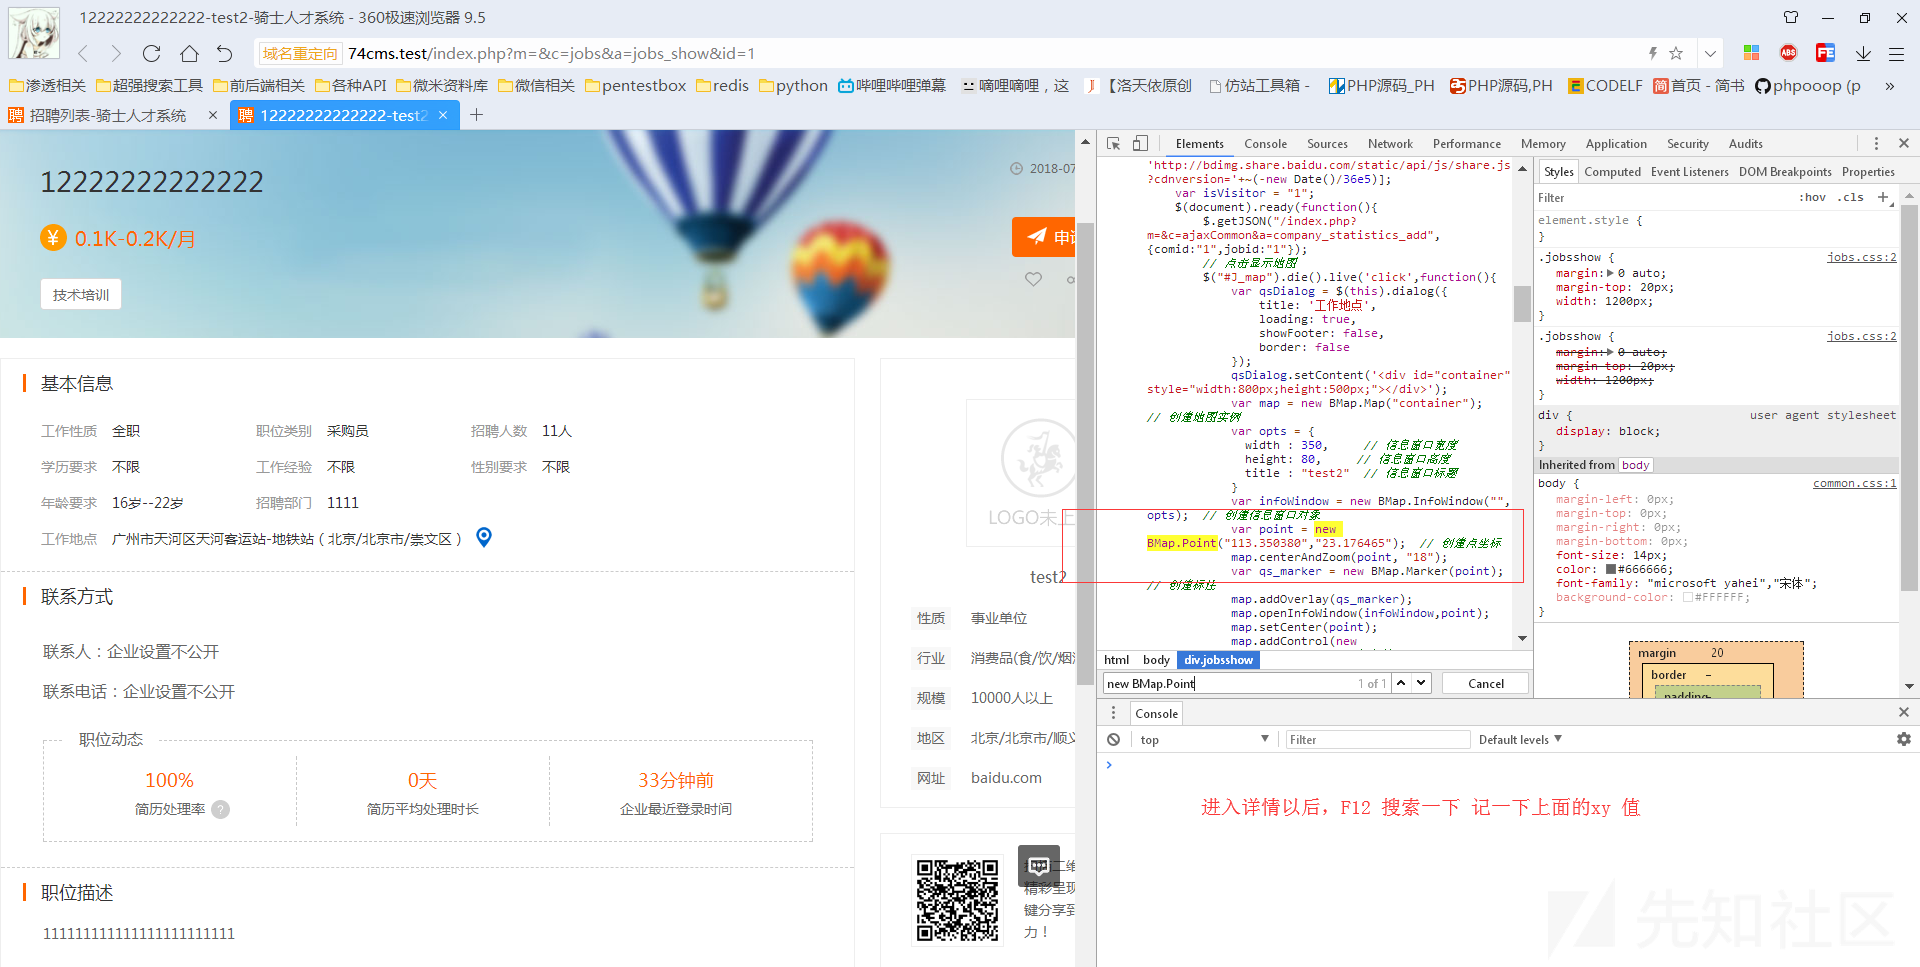 12222222222222-test2-骑士人才系统 - 360极速浏览器 9.5
域名重定向 74cms.test/index.php?m=&c=jobs&a=jobs_show&id=1
渗透相关 超强搜索工具 前后端相关 各种API 微米资料库 微信相关 pentestbox redis python 哔哩哔哩弹幕 嘀哩嘀哩，这 【洛天依原创 仿站工具箱 - PHP源码_PH PHP源码,PH CODELF 首页 - 简书 phpooop (p »
招聘列表-骑士人才系统 ×
12222222222222-test2 ×
12222222222222
2018-07
¥ 0.1K-0.2K/月
申请
技术培训
基本信息
工作性质 全职 职位类别 采购员 招聘人数 11人
学历要求 不限 工作经验 不限 性别要求 不限
年龄要求 16岁--22岁 招聘部门 1111
工作地点 广州市天河区天河客运站-地铁站（北京/北京市/崇文区）
联系方式
联系人：企业设置不公开
联系电话：企业设置不公开
职位动态
100% 0天 33分钟前
简历处理率 ? 简历平均处理时长 企业最近登录时间
职位描述
1111111111111111111111111
LOGO未上
test2
性质 事业单位
行业 消费品(食/饮/烟
规模 10000人以上
地区 北京/北京市/顺义
网址 baidu.com
精彩呈现
键分享到
力！
Elements Console Sources Network Performance Memory Application Security Audits
'http://bdimg.share.baidu.com/static/api/js/share.js
?cdnversion='+~(-new Date()/36e5)];
var isVisitor = "1";
$(document).ready(function(){
$.getJSON("/index.php?
m=&c=ajaxCommon&a=company_statistics_add",
{comid:"1",jobid:"1"});
// 点击显示地图
$("#J_map").die().live('click',function(){
var qsDialog = $(this).dialog({
title: '工作地点',
loading: true,
showFooter: false,
border: false
});
qsDialog.setContent('<div id="container"
style="width:800px;height:500px;"></div>');
var map = new BMap.Map("container");
// 创建地图实例
var opts = {
width : 350, // 信息窗口宽度
height: 80, // 信息窗口高度
title : "test2" // 信息窗口标题
}
var infoWindow = new BMap.InfoWindow("",
opts); // 创建信息窗口对象
var point = new
BMap.Point("113.350380","23.176465"); // 创建点坐标
map.centerAndZoom(point, "18");
var qs_marker = new BMap.Marker(point);
// 创建标注
map.addOverlay(qs_marker);
map.openInfoWindow(infoWindow,point);
map.setCenter(point);
map.addControl(new
html body div.jobsshow
new BMap.Point 1 of 1 Cancel
Styles Computed Event Listeners DOM Breakpoints Properties
Filter :hov .cls +
element.style {
}
.jobsshow { jobs.css:2
margin: 0 auto;
margin-top: 20px;
width: 1200px;
}
.jobsshow { jobs.css:2
margin: 0 auto;
margin-top: 20px;
width: 1200px;
}
div { user agent stylesheet
display: block;
}
Inherited from body
body { common.css:1
margin-left: 0px;
margin-top: 0px;
margin-right: 0px;
margin-bottom: 0px;
font-size: 14px;
color: #666666;
font-family: "microsoft yahei","宋体";
background-color: #FFFFFF;
}
margin 20
border –
padding-
Console
top Filter Default levels
进入详情以后，F12 搜索一下 记一下上面的xy 值
先知社区